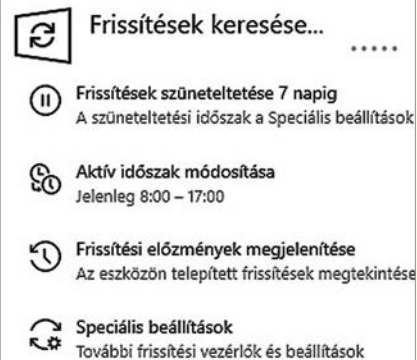 Frissítések keresése...
Frissítések szüneteltetése 7 napig
A szüneteltetési időszak a Speciális beállítások
Aktív időszak módosítása
Jelenleg 8:00 – 17:00
Frissítési előzmények megjelenítése
Az eszközön telepített frissítések megtekintése
Speciális beállítások
További frissítési vezérlők és beállítások